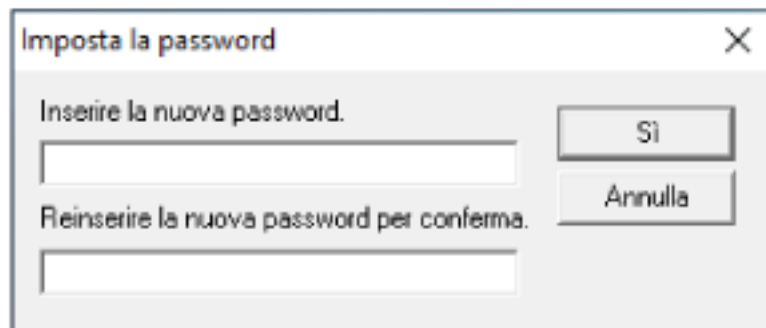 Imposta la password
Inserire la nuova password.
Sì
Annulla
Reinserire la nuova password per conferma.